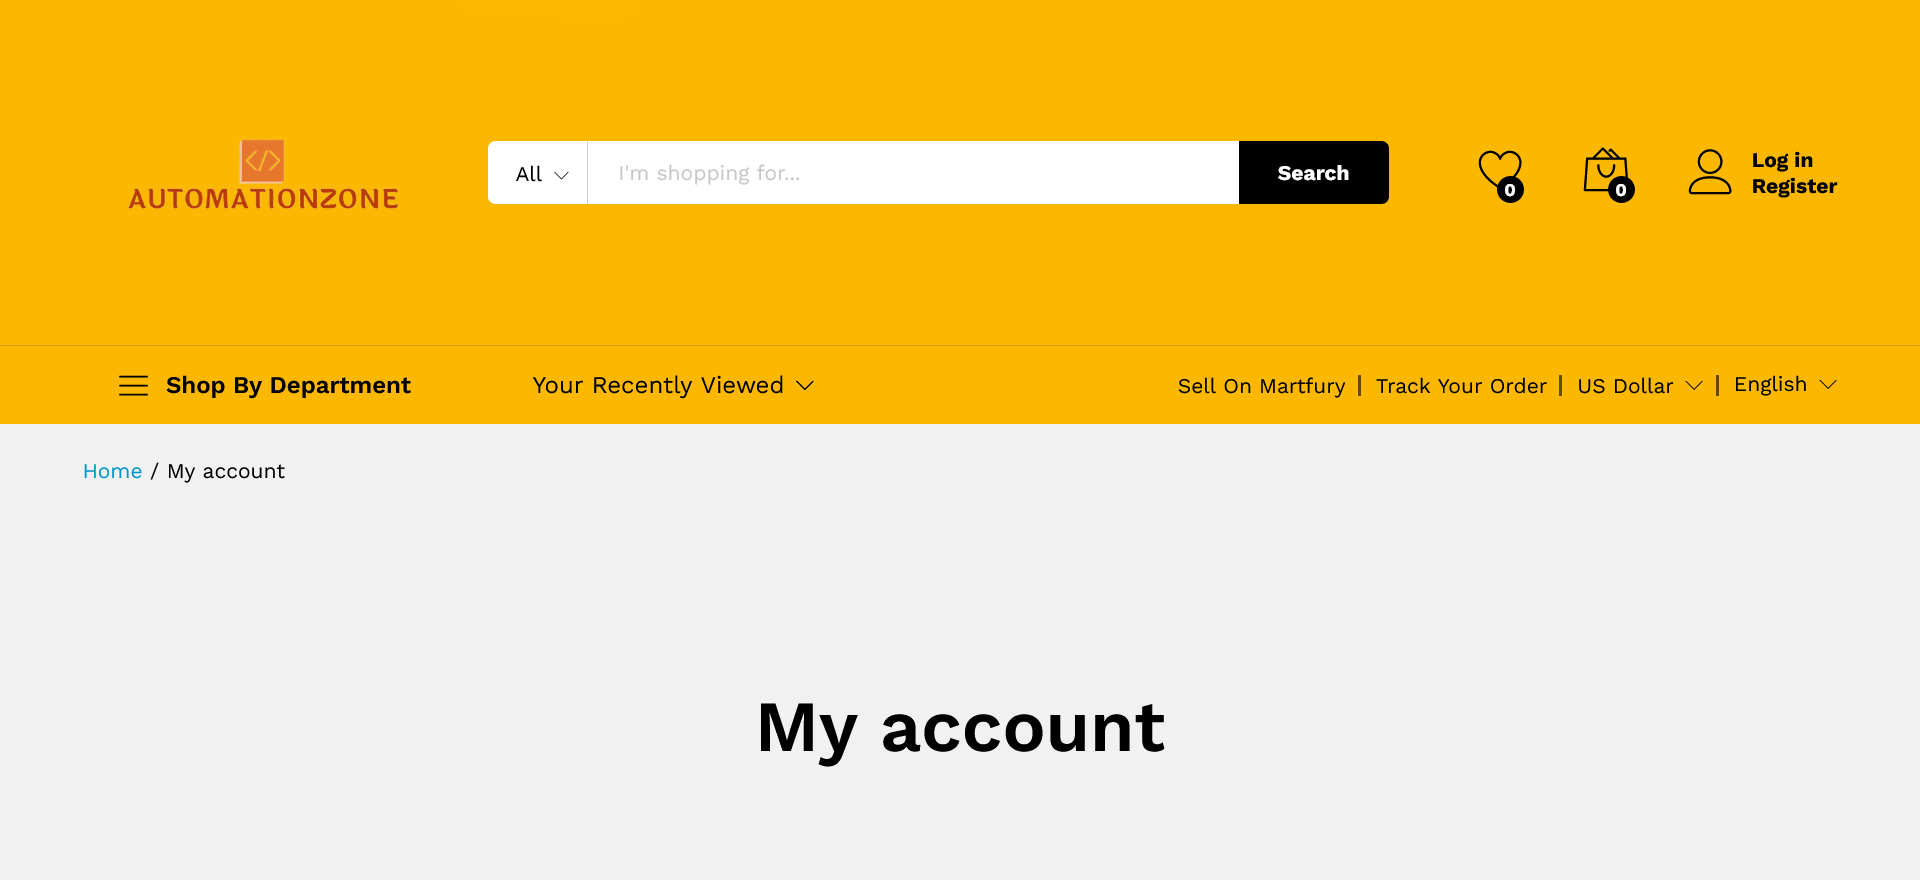 </>
AUTOMATIONZONE
All
I'm shopping for...
Search
0
0
Log in
Register
Shop By Department
Your Recently Viewed
Sell On Martfury
Track Your Order
US Dollar
English
Home / My account
My account